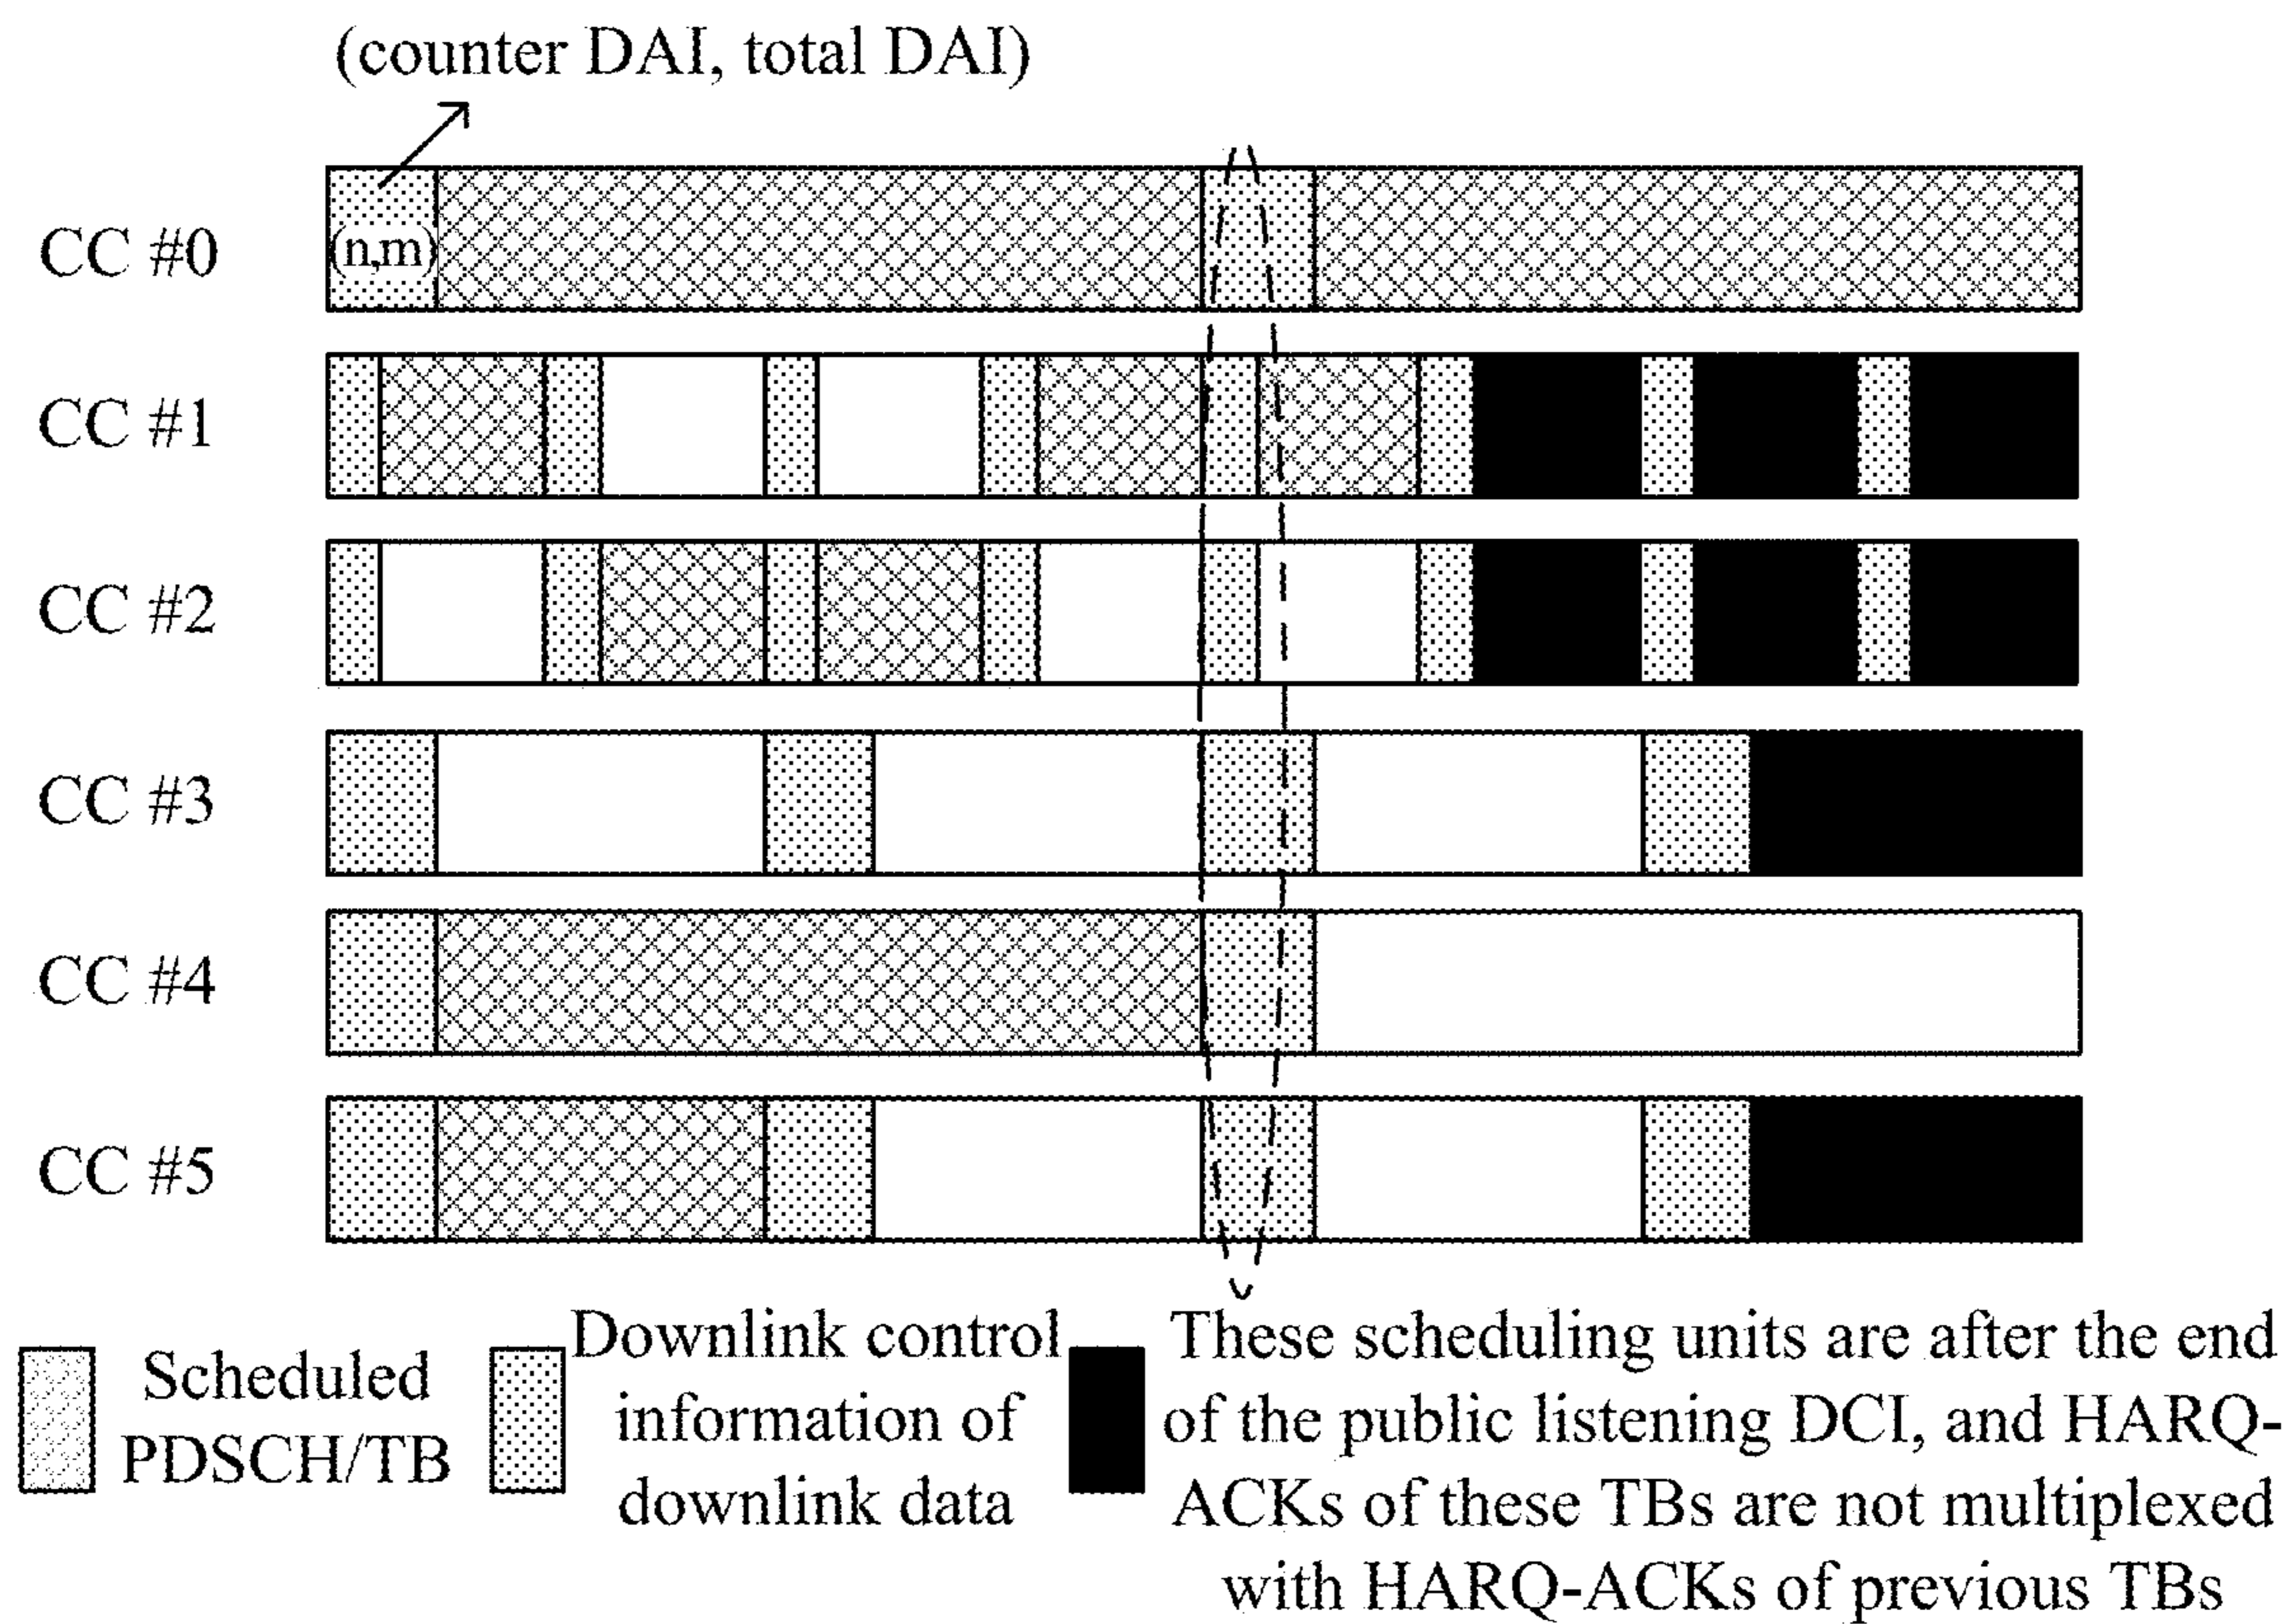 (counter DAI, total DAI)
CC #0
(n,m)
CC #1
CC #2
CC #3
CC #4
CC #5
Scheduled
PDSCH/TB
Downlink control
information of
downlink data
These scheduling units are after the end
of the public listening DCI, and HARQ-
ACKs of these TBs are not multiplexed
with HARQ-ACKs of previous TBs